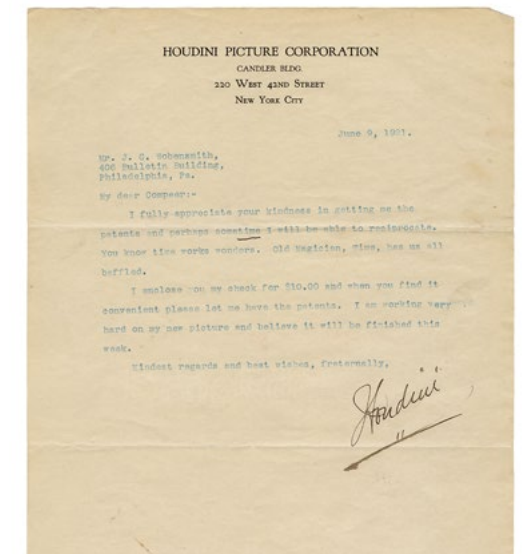 HOUDINI PICTURE CORPORATION
CANDLER BLDG.
220 WEST 42ND STREET
NEW YORK CITY
June 9, 1921.
Mr. J. C. Wobensmith,
406 Bulletin Building,
Philadelphia, Pa.
My dear Compeer:-
I fully appreciate your kindness in getting me the
patents and perhaps sometime I will be able to reciprocate.
You know time works wonders. Old Magician, Time, has us all
baffled.
I enclose you my check for $10.00 and when you find it
convenient please let me have the patents. I am working very
hard on my new picture and believe it will be finished this
week.
Kindest regards and best wishes, fraternally,
Houdini